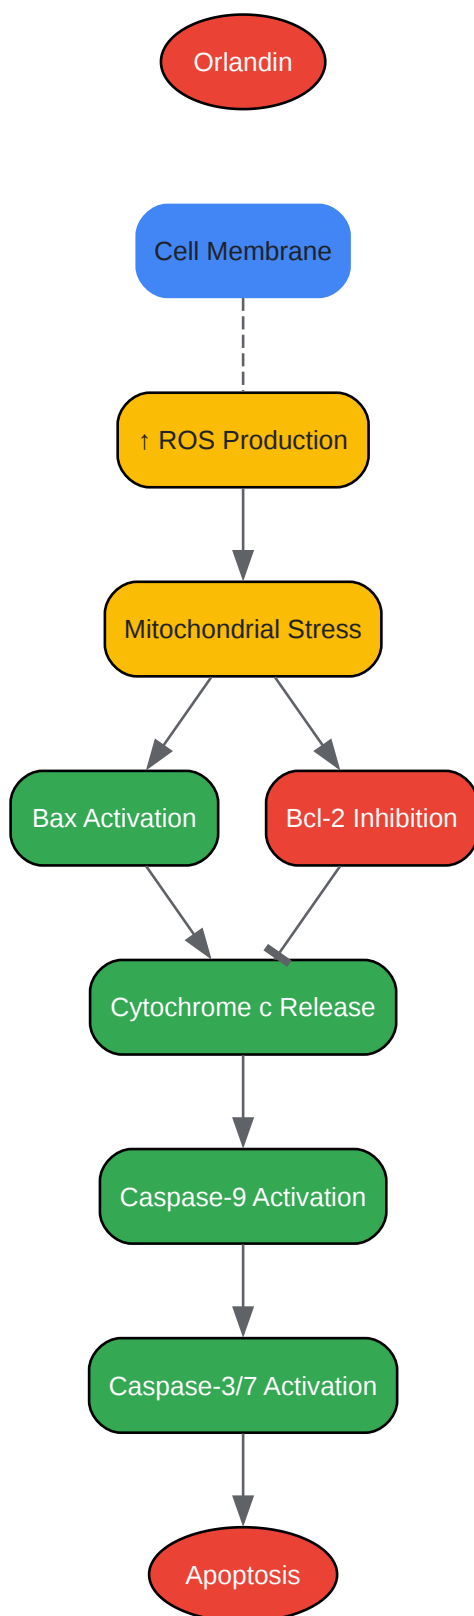 Orlandin
Cell Membrane
↑ ROS Production
Mitochondrial Stress
Bax Activation
Bcl-2 Inhibition
Cytochrome c Release
Caspase-9 Activation
Caspase-3/7 Activation
Apoptosis